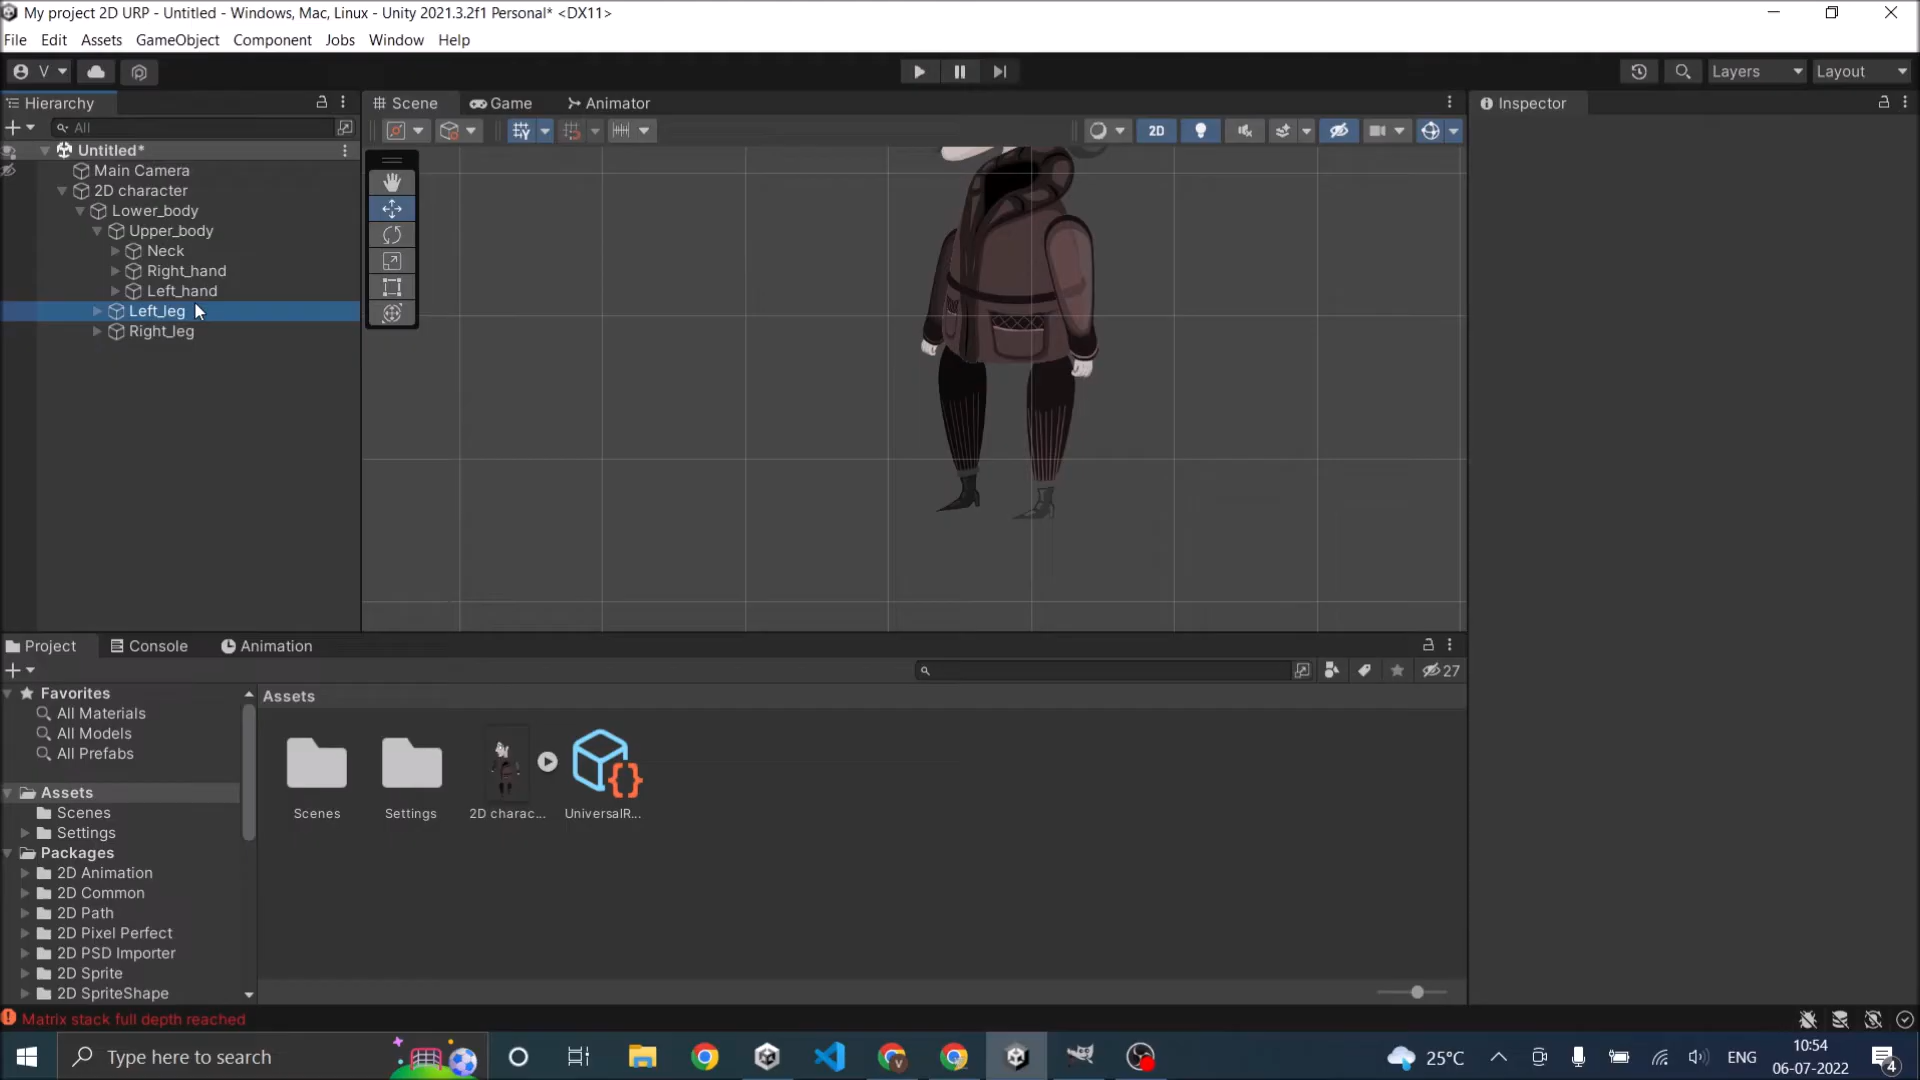 My project 2D URP - Untitled - Windows, Mac, Linux - Unity 2021.3.2f1 Personal* <DX11>
File Edit Assets GameObject Component Jobs Window Help
V Layers Layout
Hierarchy Scene Game Animator Inspector
All 2D
Untitled*
Main Camera
2D character
Lower_body
Upper_body
Neck
Right_hand
Left_hand
Left_leg
Right_leg
Project Console Animation
27
Favorites Assets
All Materials
All Models
All Prefabs
Assets
Scenes Scenes Settings 2D charac... UniversalR...
Settings
Packages
2D Animation
2D Common
2D Path
2D Pixel Perfect
2D PSD Importer
2D Sprite
2D SpriteShape
Matrix stack full depth reached
Type here to search 25°C ENG 10:54
06-07-2022 4